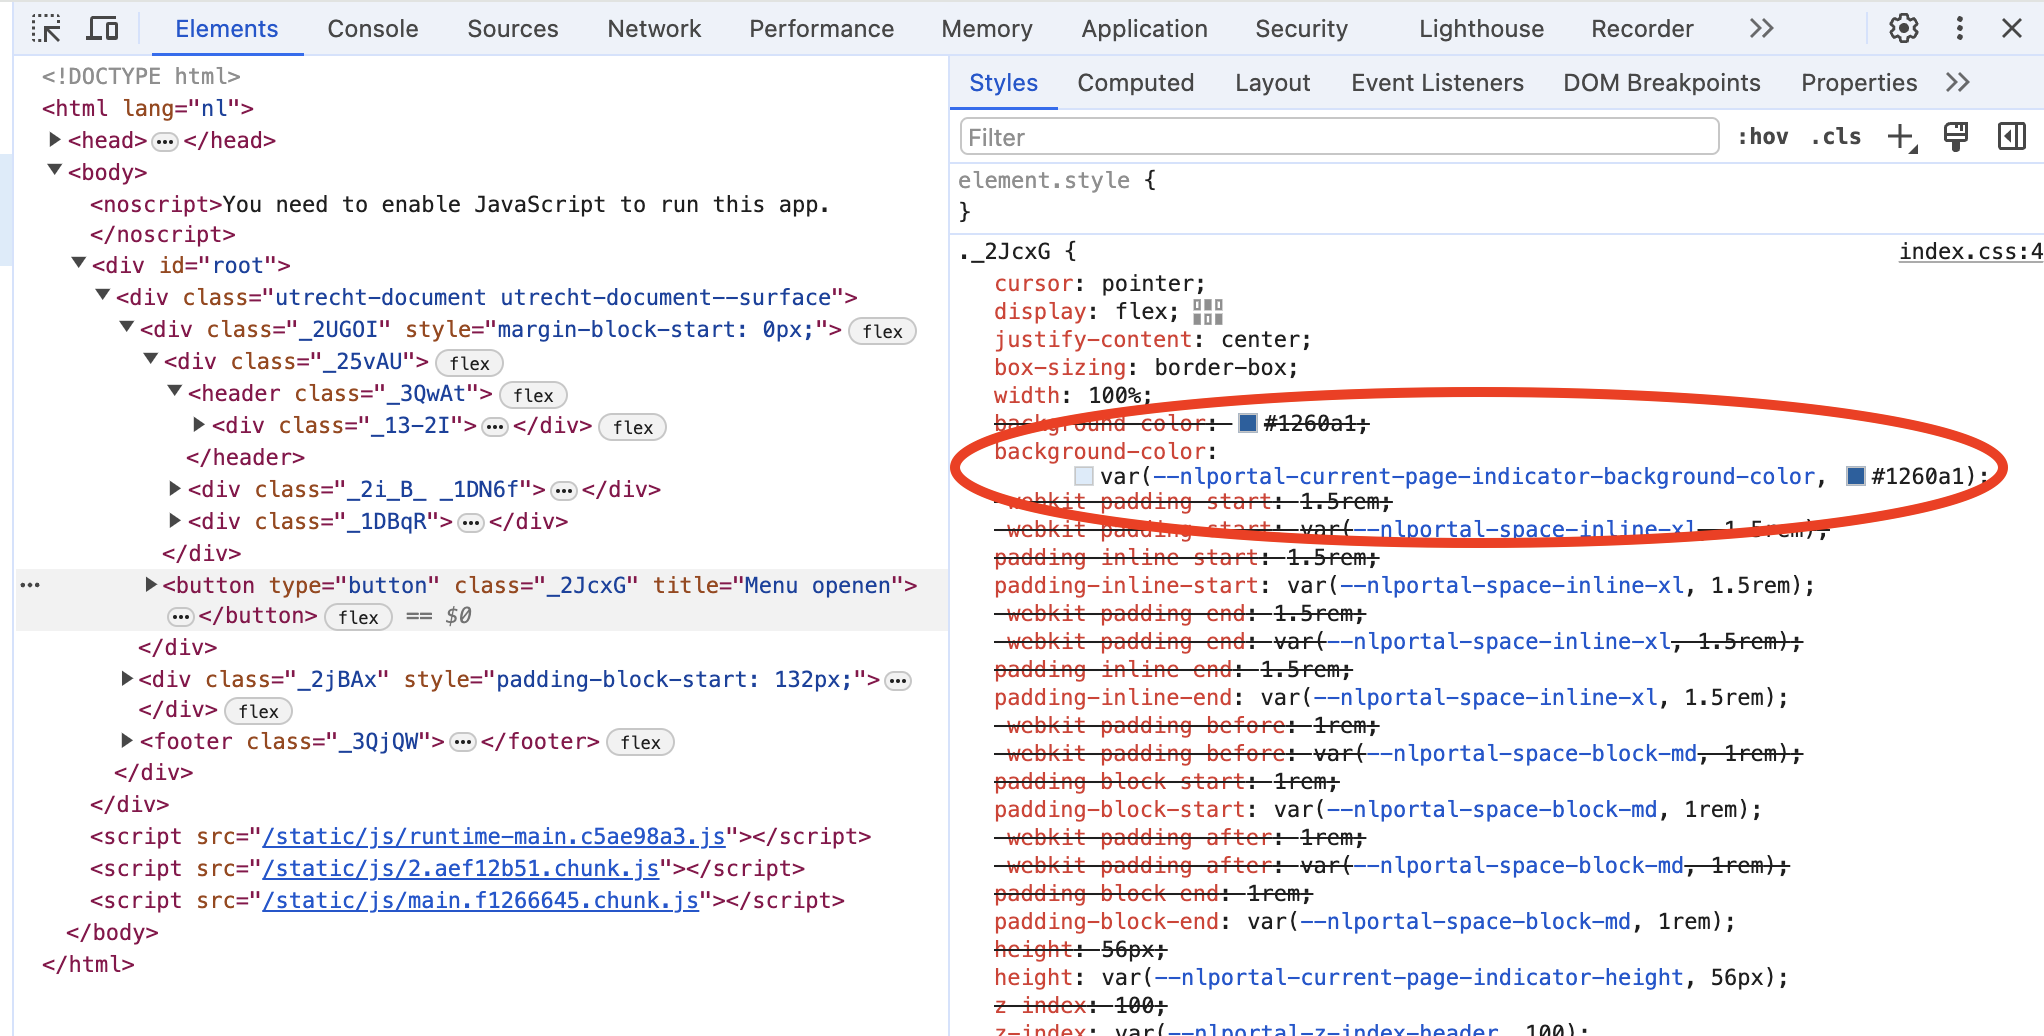 Elements Console Sources Network Performance Memory Application Security Lighthouse Recorder
<!DOCTYPE html>
<html lang="nl">
<head> </head>
<body>
<noscript>You need to enable JavaScript to run this app.
</noscript>
<div id="root">
<div class="utrecht-document utrecht-document--surface">
<div class="_2UGOI" style="margin-block-start: 0px;"> flex
<div class="_25vAU"> flex
<header class="_3QwAt"> flex
<div class="_13-2I"> </div> flex
</header>
<div class="_2i_B_ _1DN6f"> </div>
<div class="_1DBqR"> </div>
</div>
<button type="button" class="_2JcxG" title="Menu openen">
</button> flex == $0
</div>
<div class="_2jBAx" style="padding-block-start: 132px;">
</div> flex
<footer class="_3QjQW"> </footer> flex
</div>
</div>
<script src="/static/js/runtime-main.c5ae98a3.js"></script>
<script src="/static/js/2.aef12b51.chunk.js"></script>
<script src="/static/js/main.f1266645.chunk.js"></script>
</body>
</html>
Styles Computed Layout Event Listeners DOM Breakpoints Properties
Filter :hov .cls
element.style {
}
._2JcxG { index.css:4
cursor: pointer;
display: flex;
justify-content: center;
box-sizing: border-box;
width: 100%;
background-color: #1260a1;
background-color:
var(--nlportal-current-page-indicator-background-color, #1260a1);
-webkit-padding-start: 1.5rem;
-webkit-padding-start: var(--nlportal-space-inline-xl, 1.5rem);
padding-inline-start: 1.5rem;
padding-inline-start: var(--nlportal-space-inline-xl, 1.5rem);
-webkit-padding-end: 1.5rem;
-webkit-padding-end: var(--nlportal-space-inline-xl, 1.5rem);
padding-inline-end: 1.5rem;
padding-inline-end: var(--nlportal-space-inline-xl, 1.5rem);
-webkit-padding-before: 1rem;
-webkit-padding-before: var(--nlportal-space-block-md, 1rem);
padding-block-start: 1rem;
padding-block-start: var(--nlportal-space-block-md, 1rem);
-webkit-padding-after: 1rem;
-webkit-padding-after: var(--nlportal-space-block-md, 1rem);
padding-block-end: 1rem;
padding-block-end: var(--nlportal-space-block-md, 1rem);
height: 56px;
height: var(--nlportal-current-page-indicator-height, 56px);
z-index: 100;
z-index: var(--nlportal-z-index-header, 100);